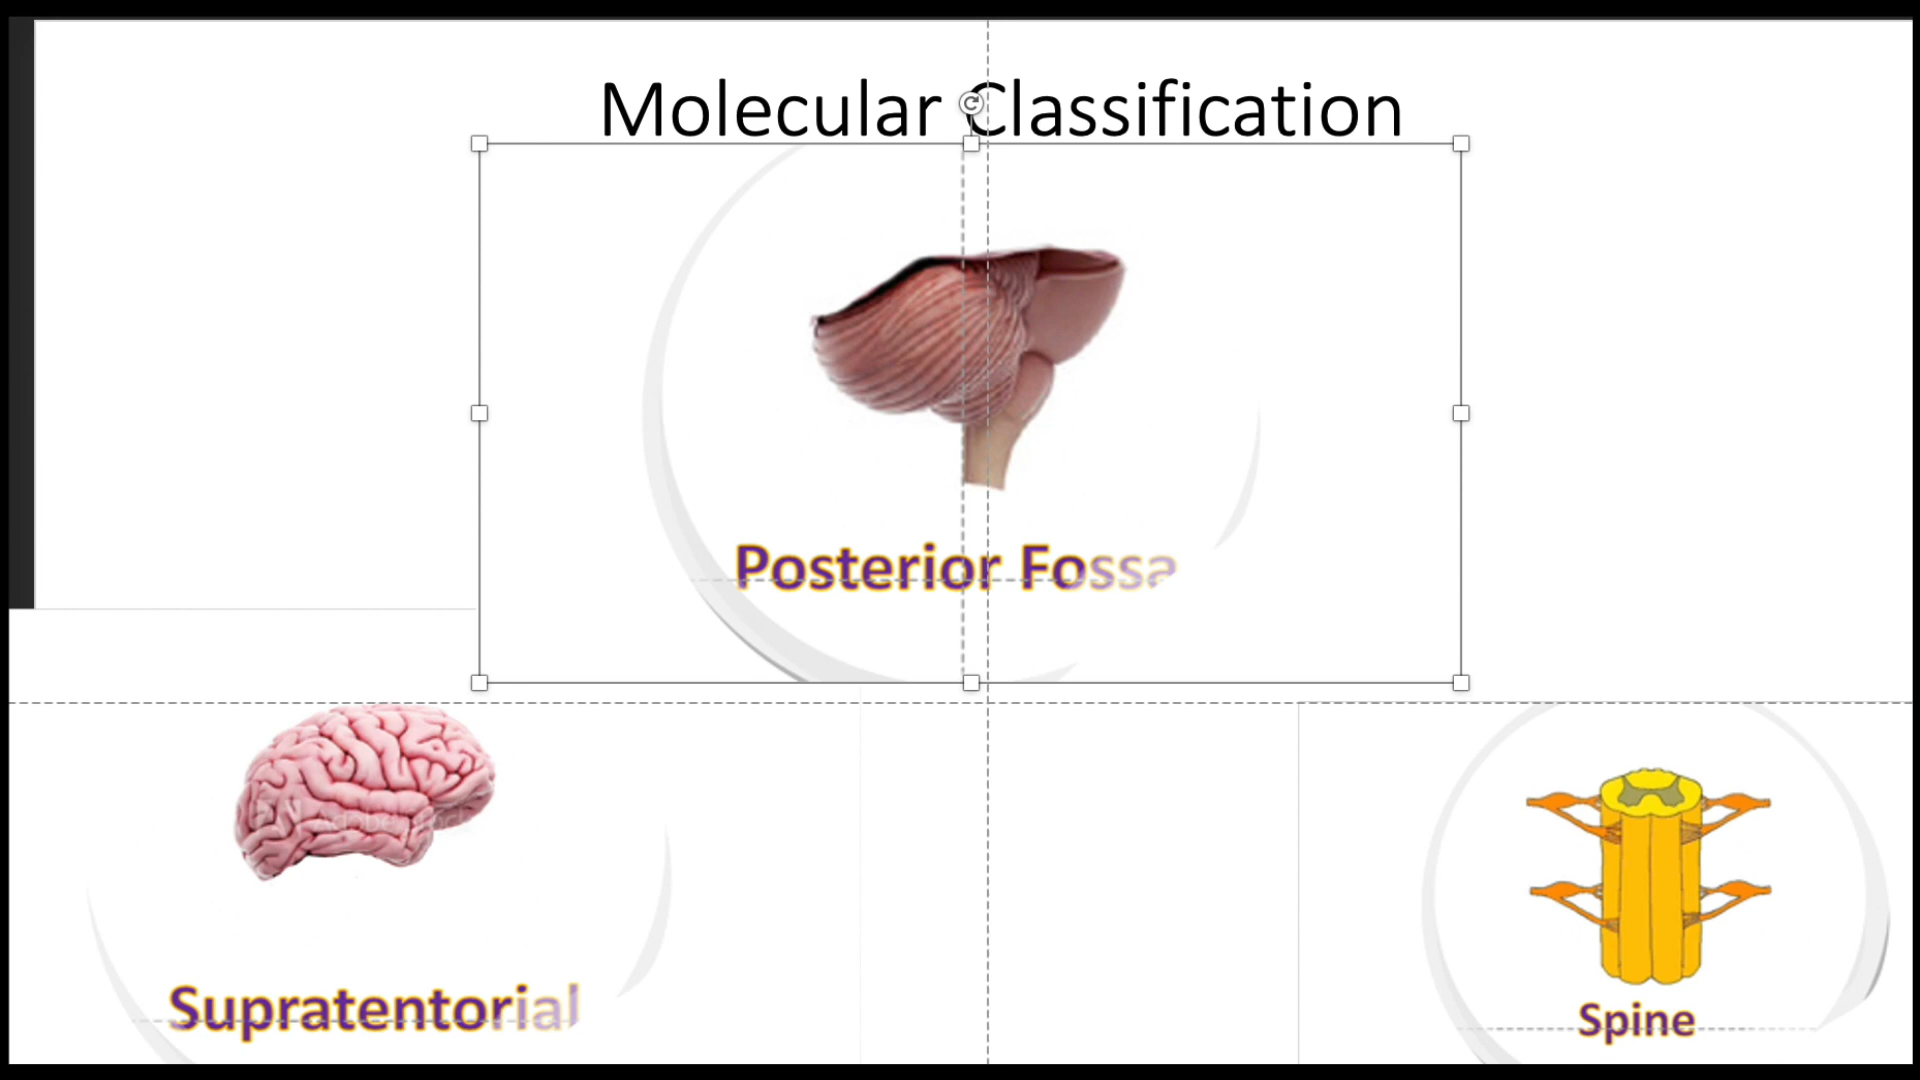 Molecular Classification
Posterior Fossa
Supratentorial
Spine